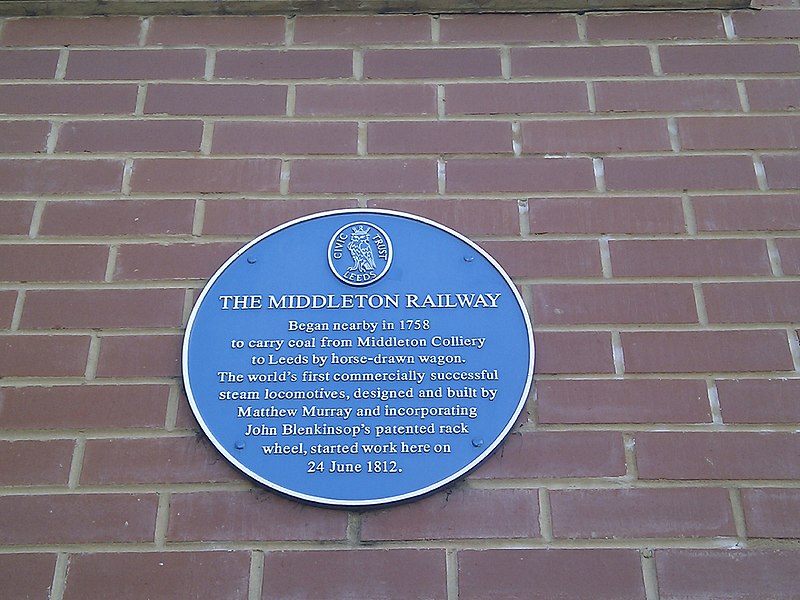 CIVIC TRUST
LEEDS
THE MIDDLETON RAILWAY
Began nearby in 1758
to carry coal from Middleton Colliery
to Leeds by horse-drawn wagon.
The world's first commercially successful
steam locomotives, designed and built by
Matthew Murray and incorporating
John Blenkinsop's patented rack
wheel, started work here on
24 June 1812.